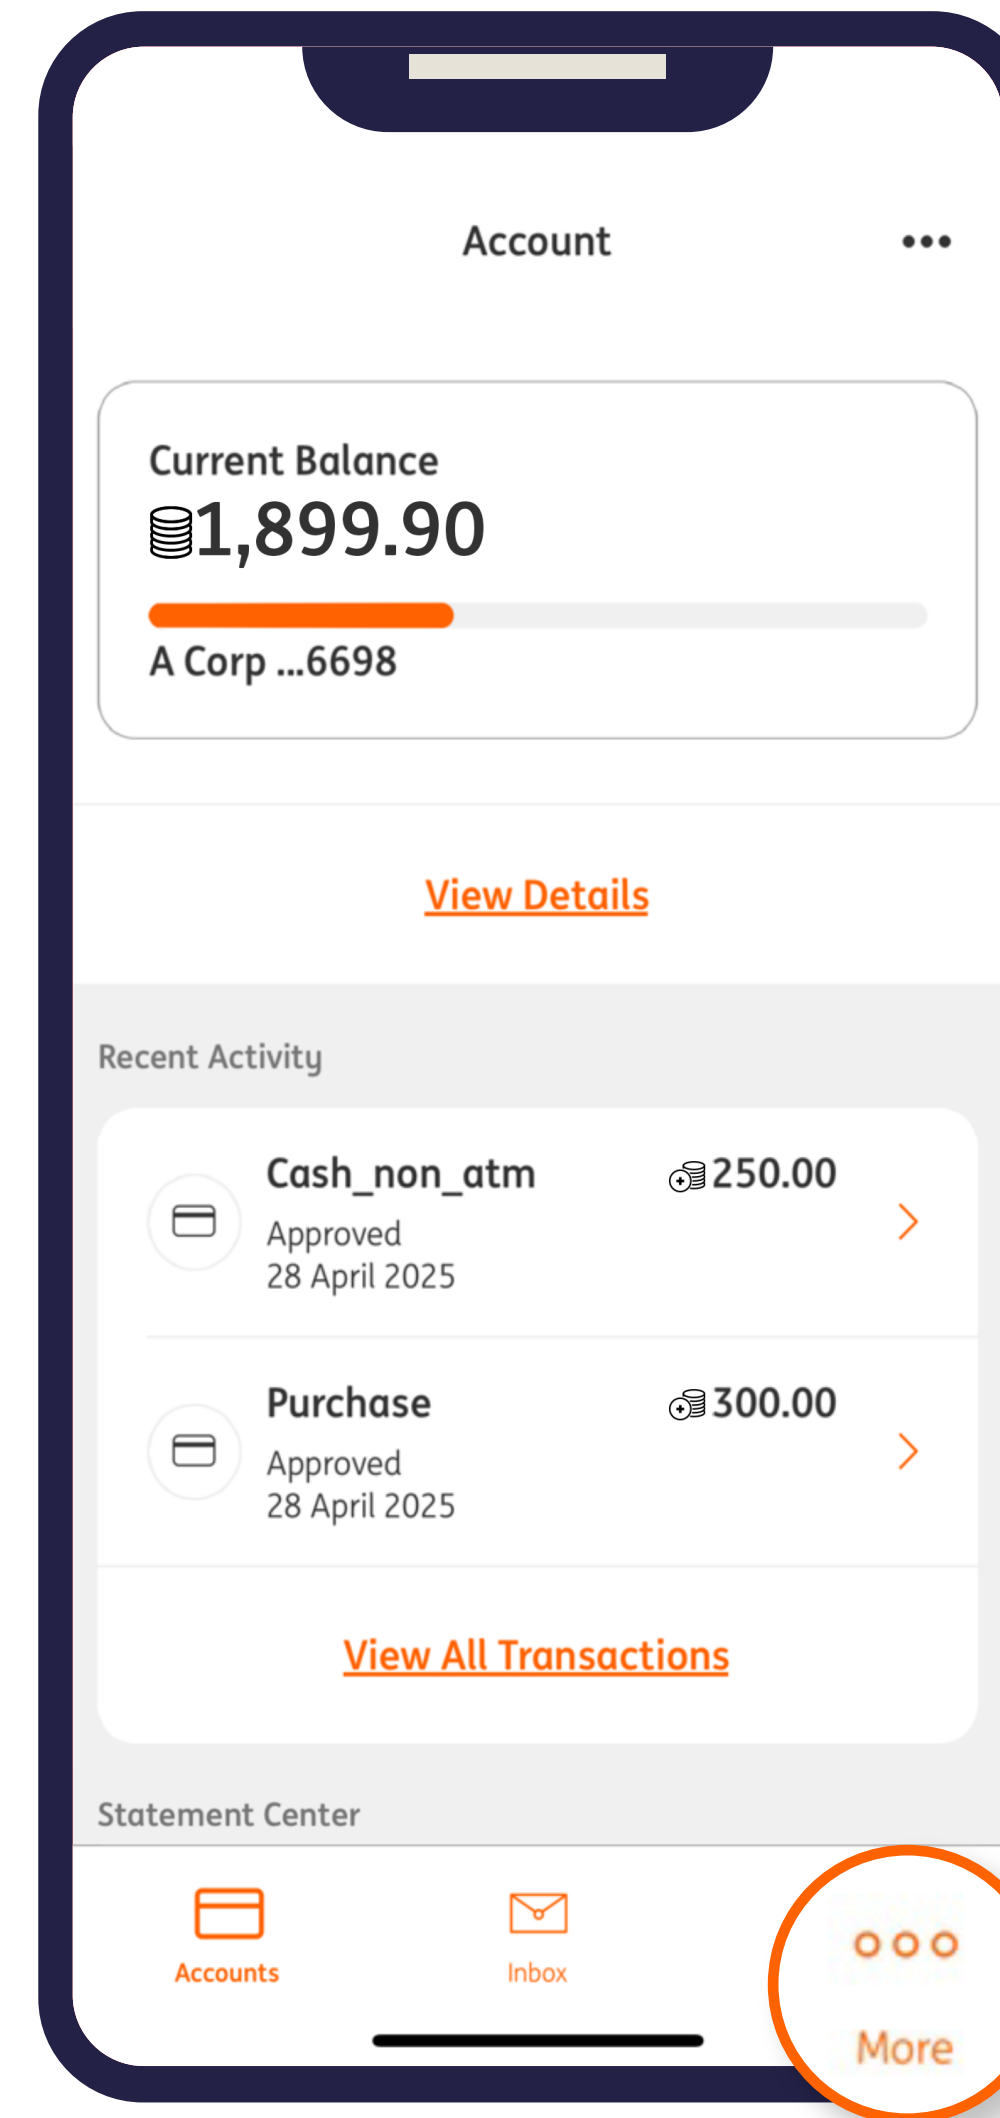 Account
Current Balance
1,899.90
A Corp ...6698
View Details
Recent Activity
Cash_non_atm 250.00
Approved
28 April 2025
Purchase 300.00
Approved
28 April 2025
View All Transactions
Statement Center
Accounts Inbox More